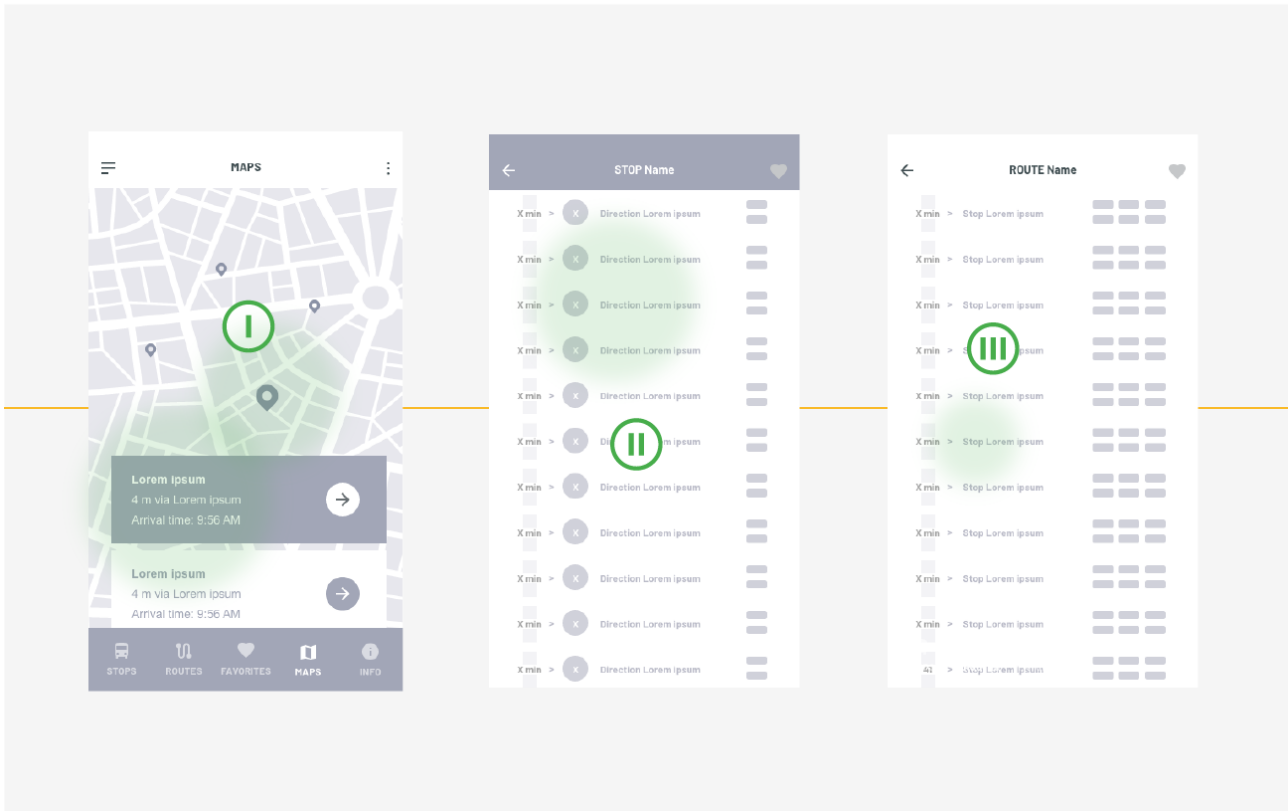 MAPS
I
Lorem ipsum
4 m via Lorem ipsum
Arrival time: 9:56 AM
Lorem ipsum
4 m via Lorem ipsum
Arrival time: 9:56 AM
STOPS ROUTES FAVORITES MAPS INFO
STOP Name
X min > X Direction Lorem ipsum
X min > X Direction Lorem ipsum
X min > X Direction Lorem ipsum
X min > X Direction Lorem ipsum
X min > X Direction Lorem ipsum
X min > X Lorem ipsum
II
X min > X Direction Lorem ipsum
X min > X Direction Lorem ipsum
X min > X Direction Lorem ipsum
X min > X Direction Lorem ipsum
X min > X Direction Lorem ipsum
ROUTE Name
X min > Stop Lorem ipsum
X min > Stop Lorem ipsum
X min > Stop Lorem ipsum
X min > ipsum
III
X min > Stop Lorem ipsum
X min > Stop Lorem ipsum
X min > Stop Lorem ipsum
X min > Stop Lorem ipsum
X min > Stop Lorem ipsum
X min > Stop Lorem ipsum
> Lorem ipsum